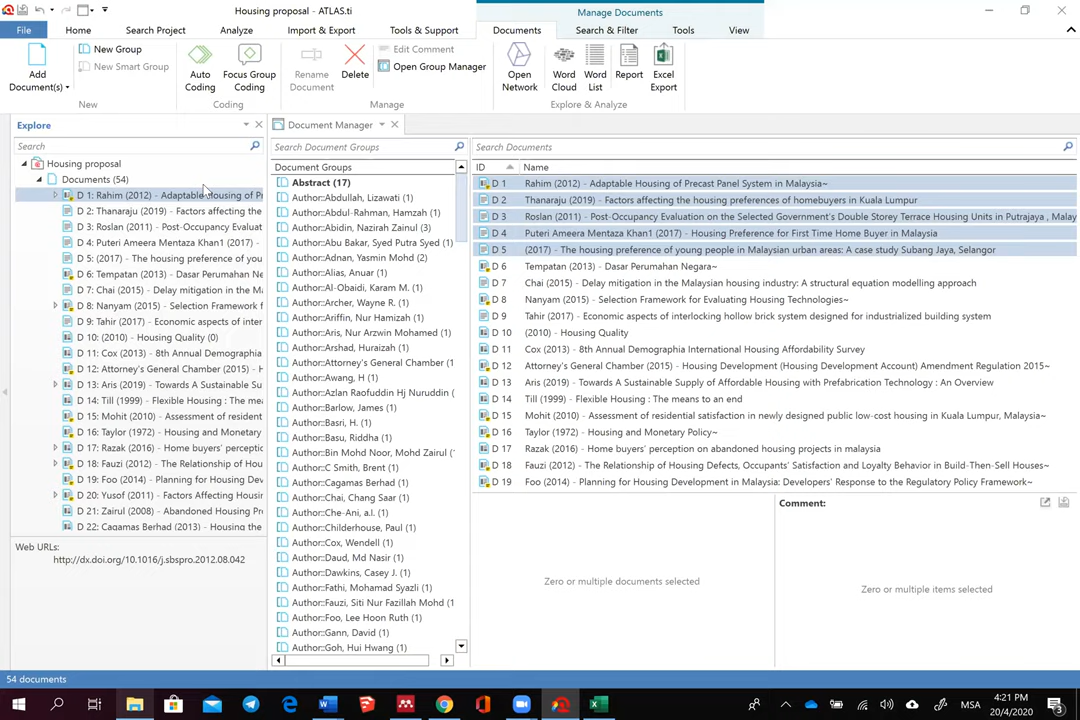 Housing proposal - ATLAS.ti
Manage Documents
File
Home
Search Project
Analyze
Import & Export
Tools & Support
Documents
Search & Filter
Tools
View
Add Document(s)
New Group
New Smart Group
New
Auto Coding
Focus Group Coding
Coding
Rename Document
Delete
Edit Comment
Open Group Manager
Manage
Open Network
Word Cloud
Word List
Report
Excel Export
Explore & Analyze
Explore
Search
Housing proposal
Documents (54)
D 1: Rahim (2012) - Adaptable Housing of Pr
D 2: Thanaraju (2019) - Factors affecting the
D 3: Roslan (2011) - Post-Occupancy Evaluat
D 4: Puteri Ameera Mentaza Khan1 (2017) -
D 5: (2017) - The housing preference of you
D 6: Tempatan (2013) - Dasar Perumahan Ne
D 7: Chai (2015) - Delay mitigation in the Ma
D 8: Nanyam (2015) - Selection Framework f
D 9: Tahir (2017) - Economic aspects of inter
D 10: (2010) - Housing Quality (0)
D 11: Cox (2013) - 8th Annual Demographia
D 12: Attorney's General Chamber (2015) - H
D 13: Aris (2019) - Towards A Sustainable Su
D 14: Till (1999) - Flexible Housing : The mea
D 15: Mohit (2010) - Assessment of resident
D 16: Taylor (1972) - Housing and Monetary
D 17: Razak (2016) - Home buyers' perceptio
D 18: Fauzi (2012) - The Relationship of Hou
D 19: Foo (2014) - Planning for Housing Dev
D 20: Yusof (2011) - Factors Affecting Housin
D 21: Zairul (2008) - Abandoned Housing Pr
D 22: Cagamas Berhad (2013) - Housing the
Web URLs:
http://dx.doi.org/10.1016/j.sbspro.2012.08.042
Document Manager
Search Document Groups
Document Groups
Abstract (17)
Author::Abdullah, Lizawati (1)
Author::Abdul-Rahman, Hamzah (1)
Author::Abidin, Nazirah Zainul (3)
Author::Abu Bakar, Syed Putra Syed (1)
Author::Adnan, Yasmin Mohd (2)
Author::Alias, Anuar (1)
Author::Al-Obaidi, Karam M. (1)
Author::Archer, Wayne R. (1)
Author::Ariffin, Nur Hamizah (1)
Author::Aris, Nur Arzwin Mohamed (1)
Author::Arshad, Huraizah (1)
Author::Attorney's General Chamber (1
Author::Awang, H (1)
Author::Azlan Raofuddin Hj Nuruddin (
Author::Barlow, James (1)
Author::Basri, H. (1)
Author::Basu, Riddha (1)
Author::Bin Mohd Noor, Mohd Zairul (
Author::C Smith, Brent (1)
Author::Cagamas Berhad (1)
Author::Chai, Chang Saar (1)
Author::Che-Ani, a.I. (1)
Author::Childerhouse, Paul (1)
Author::Cox, Wendell (1)
Author::Daud, Md Nasir (1)
Author::Dawkins, Casey J. (1)
Author::Fathi, Mohamad Syazli (1)
Author::Fauzi, Siti Nur Fazillah Mohd (1
Author::Foo, Lee Hoon Ruth (1)
Author::Gann, David (1)
Author::Goh, Hui Hwang (1)
Search Documents
ID Name
D 1 Rahim (2012) - Adaptable Housing of Precast Panel System in Malaysia~
D 2 Thanaraju (2019) - Factors affecting the housing preferences of homebuyers in Kuala Lumpur
D 3 Roslan (2011) - Post-Occupancy Evaluation on the Selected Government's Double Storey Terrace Housing Units in Putrajaya , Malay
D 4 Puteri Ameera Mentaza Khan1 (2017) - Housing Preference for First Time Home Buyer in Malaysia
D 5 (2017) - The housing preference of young people in Malaysian urban areas: A case study Subang Jaya, Selangor
D 6 Tempatan (2013) - Dasar Perumahan Negara~
D 7 Chai (2015) - Delay mitigation in the Malaysian housing industry: A structural equation modelling approach
D 8 Nanyam (2015) - Selection Framework for Evaluating Housing Technologies~
D 9 Tahir (2017) - Economic aspects of interlocking hollow brick system designed for industrialized building system
D 10 (2010) - Housing Quality
D 11 Cox (2013) - 8th Annual Demographia International Housing Affordability Survey
D 12 Attorney's General Chamber (2015) - Housing Development (Housing Development Account) Amendment Regulation 2015~
D 13 Aris (2019) - Towards A Sustainable Supply of Affordable Housing with Prefabrication Technology : An Overview
D 14 Till (1999) - Flexible Housing : The means to an end
D 15 Mohit (2010) - Assessment of residential satisfaction in newly designed public low-cost housing in Kuala Lumpur, Malaysia~
D 16 Taylor (1972) - Housing and Monetary Policy~
D 17 Razak (2016) - Home buyers' perception on abandoned housing projects in malaysia
D 18 Fauzi (2012) - The Relationship of Housing Defects, Occupants' Satisfaction and Loyalty Behavior in Build-Then-Sell Houses~
D 19 Foo (2014) - Planning for Housing Development in Malaysia: Developers' Response to the Regulatory Policy Framework~
Zero or multiple documents selected
Comment:
Zero or multiple items selected
54 documents
MSA
4:21 PM
20/4/2020
3